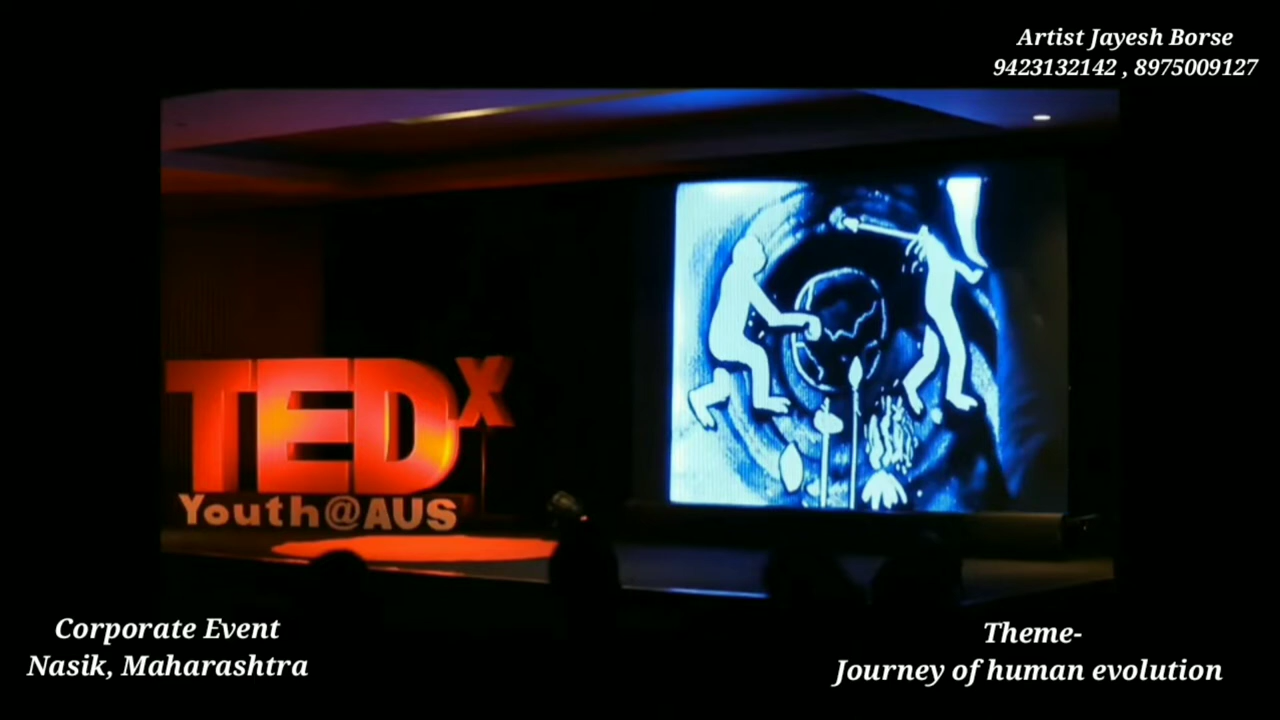 Artist Jayesh Borse
9423132142 , 8975009127
TEDx
Youth@AUS
Corporate Event
Nasik, Maharashtra
Theme-
Journey of human evolution